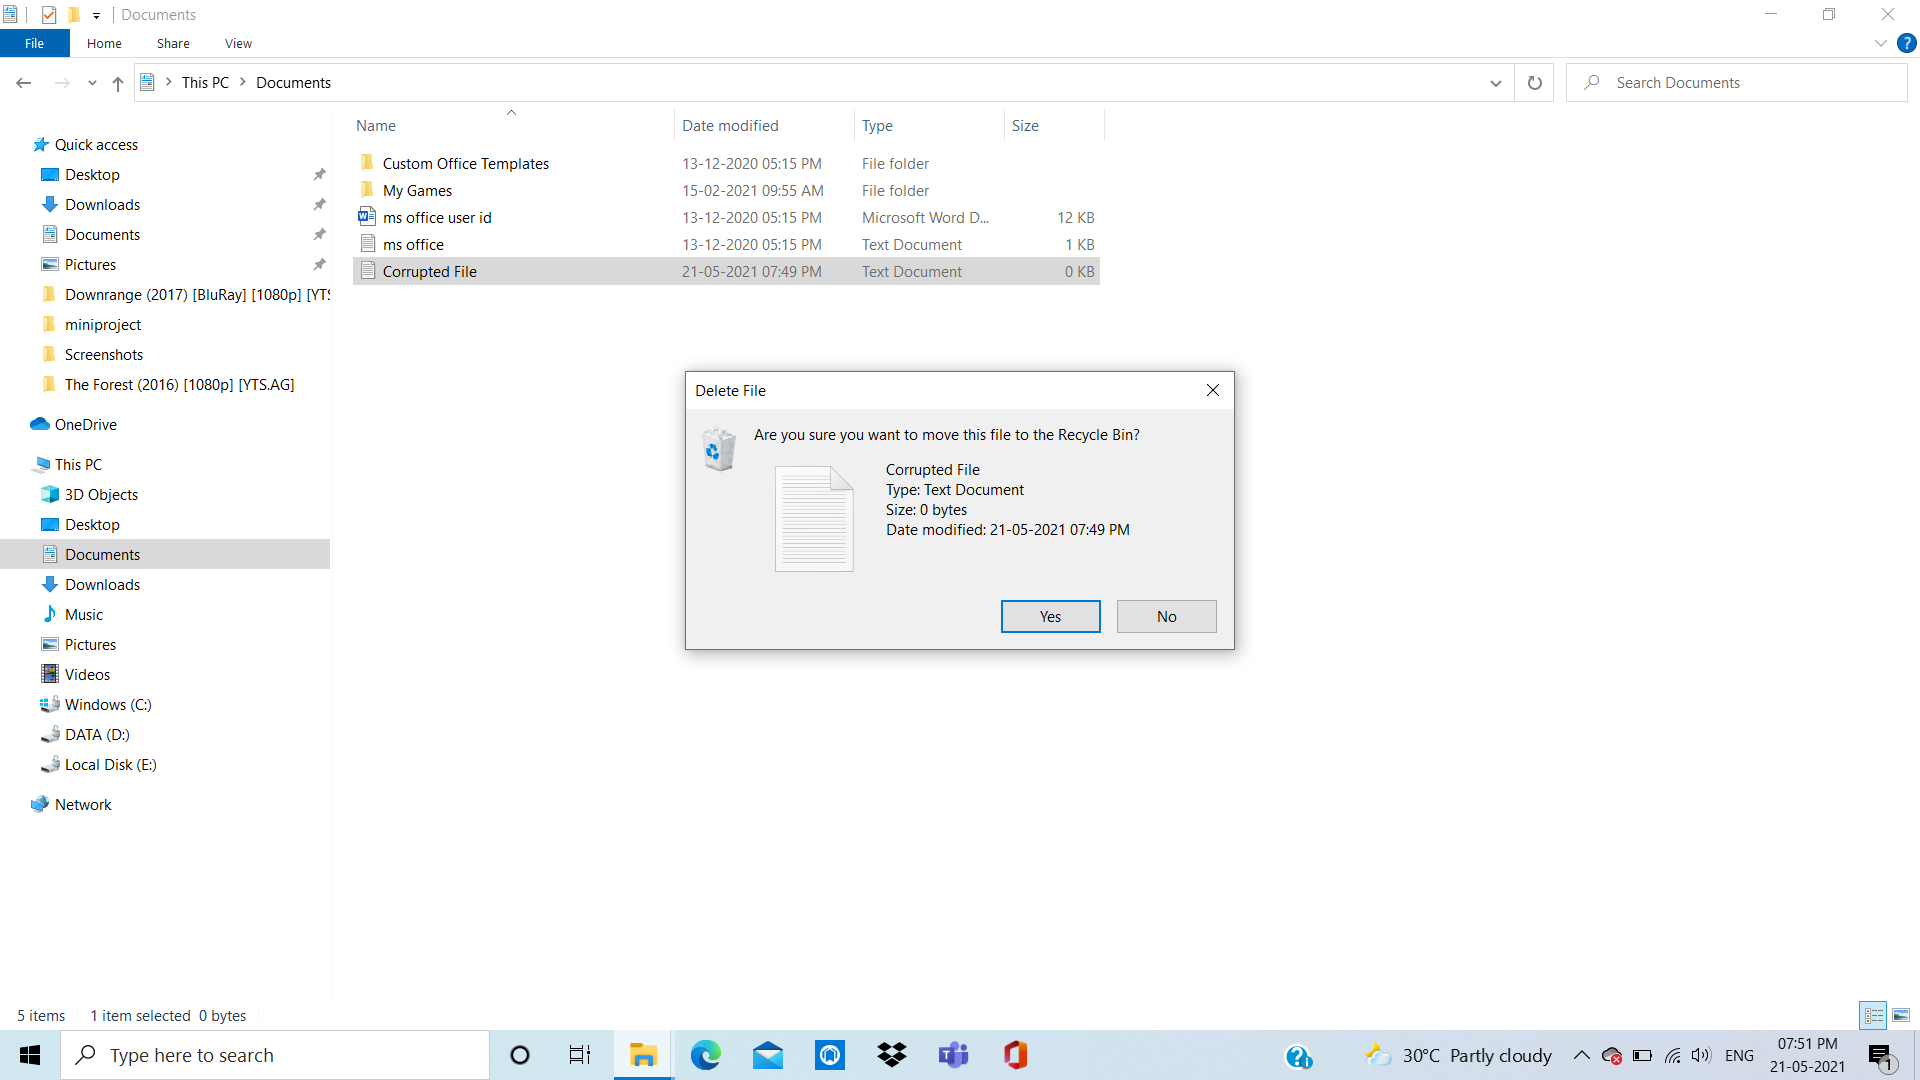 Documents
File Home Share View
This PC Documents
Search Documents
Name Date modified Type Size
Custom Office Templates 13-12-2020 05:15 PM File folder
My Games 15-02-2021 09:55 AM File folder
ms office user id 13-12-2020 05:15 PM Microsoft Word D... 12 KB
ms office 13-12-2020 05:15 PM Text Document 1 KB
Corrupted File 21-05-2021 07:49 PM Text Document 0 KB
Quick access
Desktop
Downloads
Documents
Pictures
Downrange (2017) [BluRay] [1080p] [YTS
miniproject
Screenshots
The Forest (2016) [1080p] [YTS.AG]
OneDrive
This PC
3D Objects
Desktop
Documents
Downloads
Music
Pictures
Videos
Windows (C:)
DATA (D:)
Local Disk (E:)
Network
Delete File
Are you sure you want to move this file to the Recycle Bin?
Corrupted File
Type: Text Document
Size: 0 bytes
Date modified: 21-05-2021 07:49 PM
Yes No
5 items 1 item selected 0 bytes
Type here to search
30°C Partly cloudy
ENG
07:51 PM
21-05-2021
1